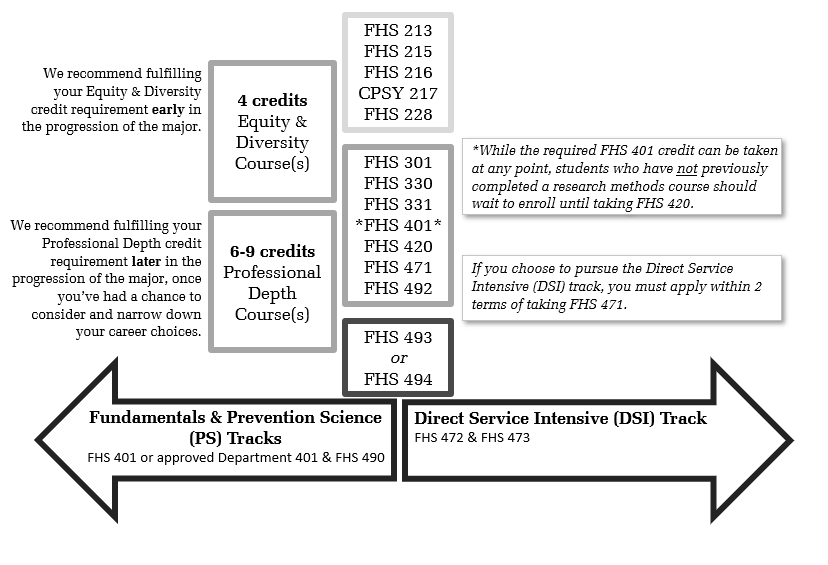 We recommend fulfilling
your Equity & Diversity
credit requirement early in
the progression of the major.
4 credits
Equity &
Diversity
Course(s)
FHS 213
FHS 215
FHS 216
CPSY 217
FHS 228
FHS 301
FHS 330
FHS 331
*FHS 401*
FHS 420
FHS 471
FHS 492
*While the required FHS 401 credit can be taken
at any point, students who have not previously
completed a research methods course should
wait to enroll until taking FHS 420.
We recommend fulfilling your
Professional Depth credit
requirement later in the
progression of the major, once
you've had a chance to
consider and narrow down
your career choices.
6-9 credits
Professional
Depth
Course(s)
If you choose to pursue the Direct Service
Intensive (DSI) track, you must apply within 2
terms of taking FHS 471.
FHS 493
or
FHS 494
Fundamentals & Prevention Science
(PS) Tracks
FHS 401 or approved Department 401 & FHS 490
Direct Service Intensive (DSI) Track
FHS 472 & FHS 473